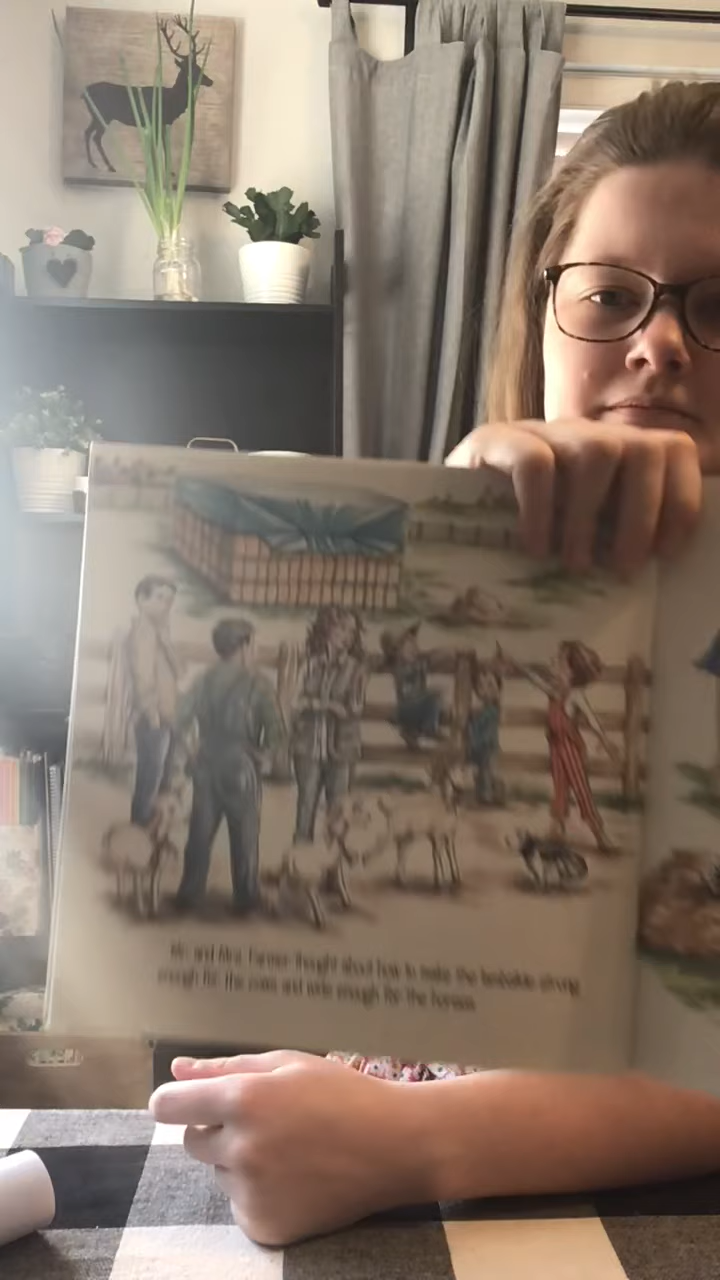 Mr. and Mrs. Farmer thought about how to make the strong
enough for the cows and wide enough for the horses.